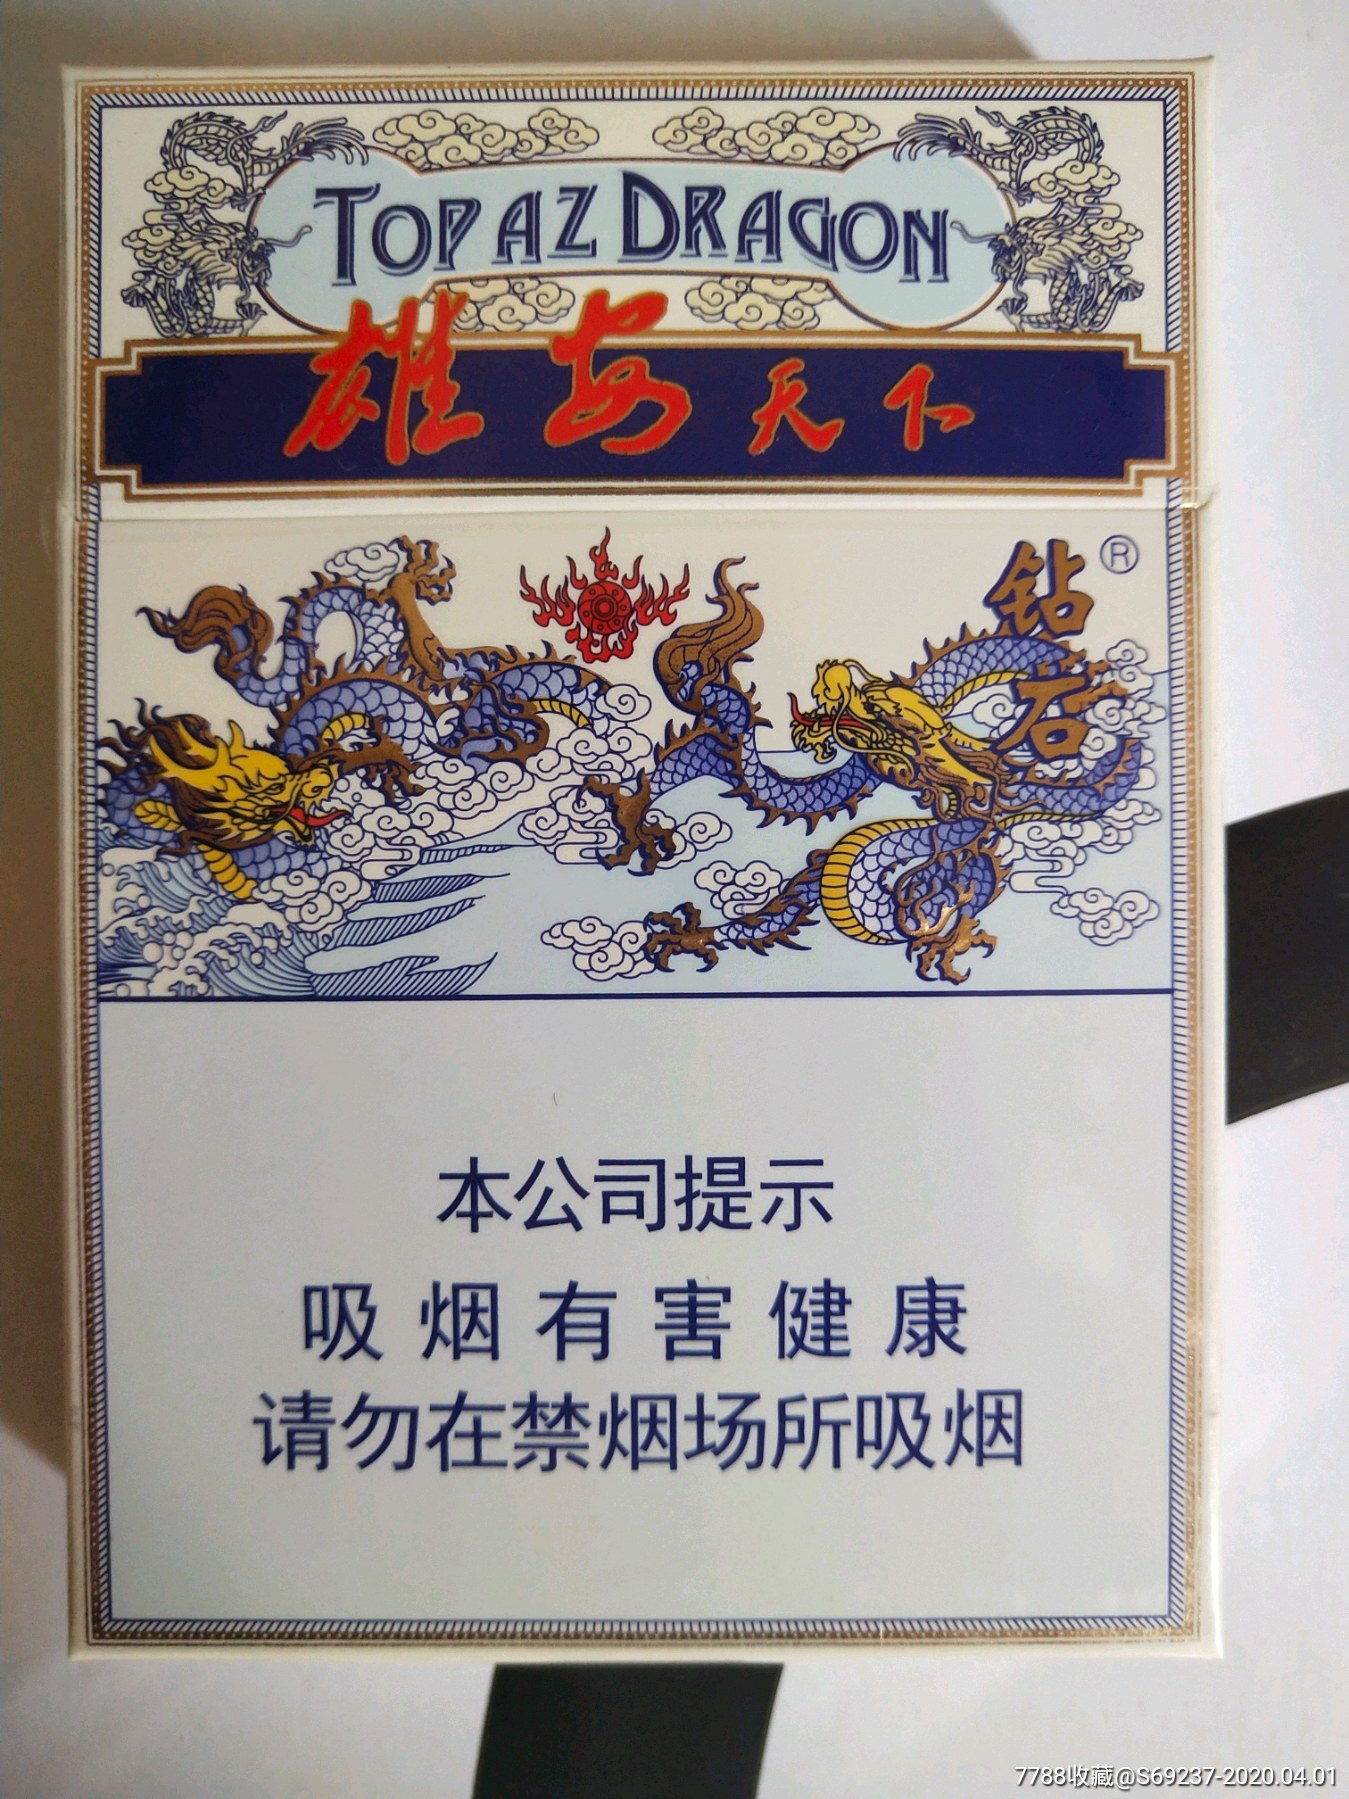 TOPAZ DRAGON
雄安天下
钻石
®
本公司提示
吸烟有害健康
请勿在禁烟场所吸烟
7788收藏@S69237-2020.04.01